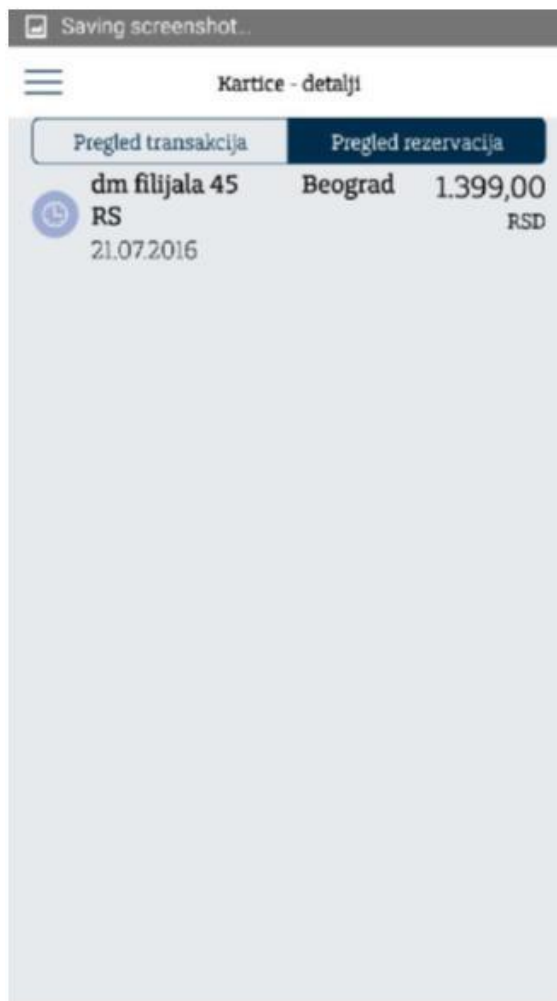 Saving screenshot...
Kartice - detalji
Pregled transakcija Pregled rezervacija
dm filijala 45 Beograd 1.399,00
RS RSD
21.07.2016